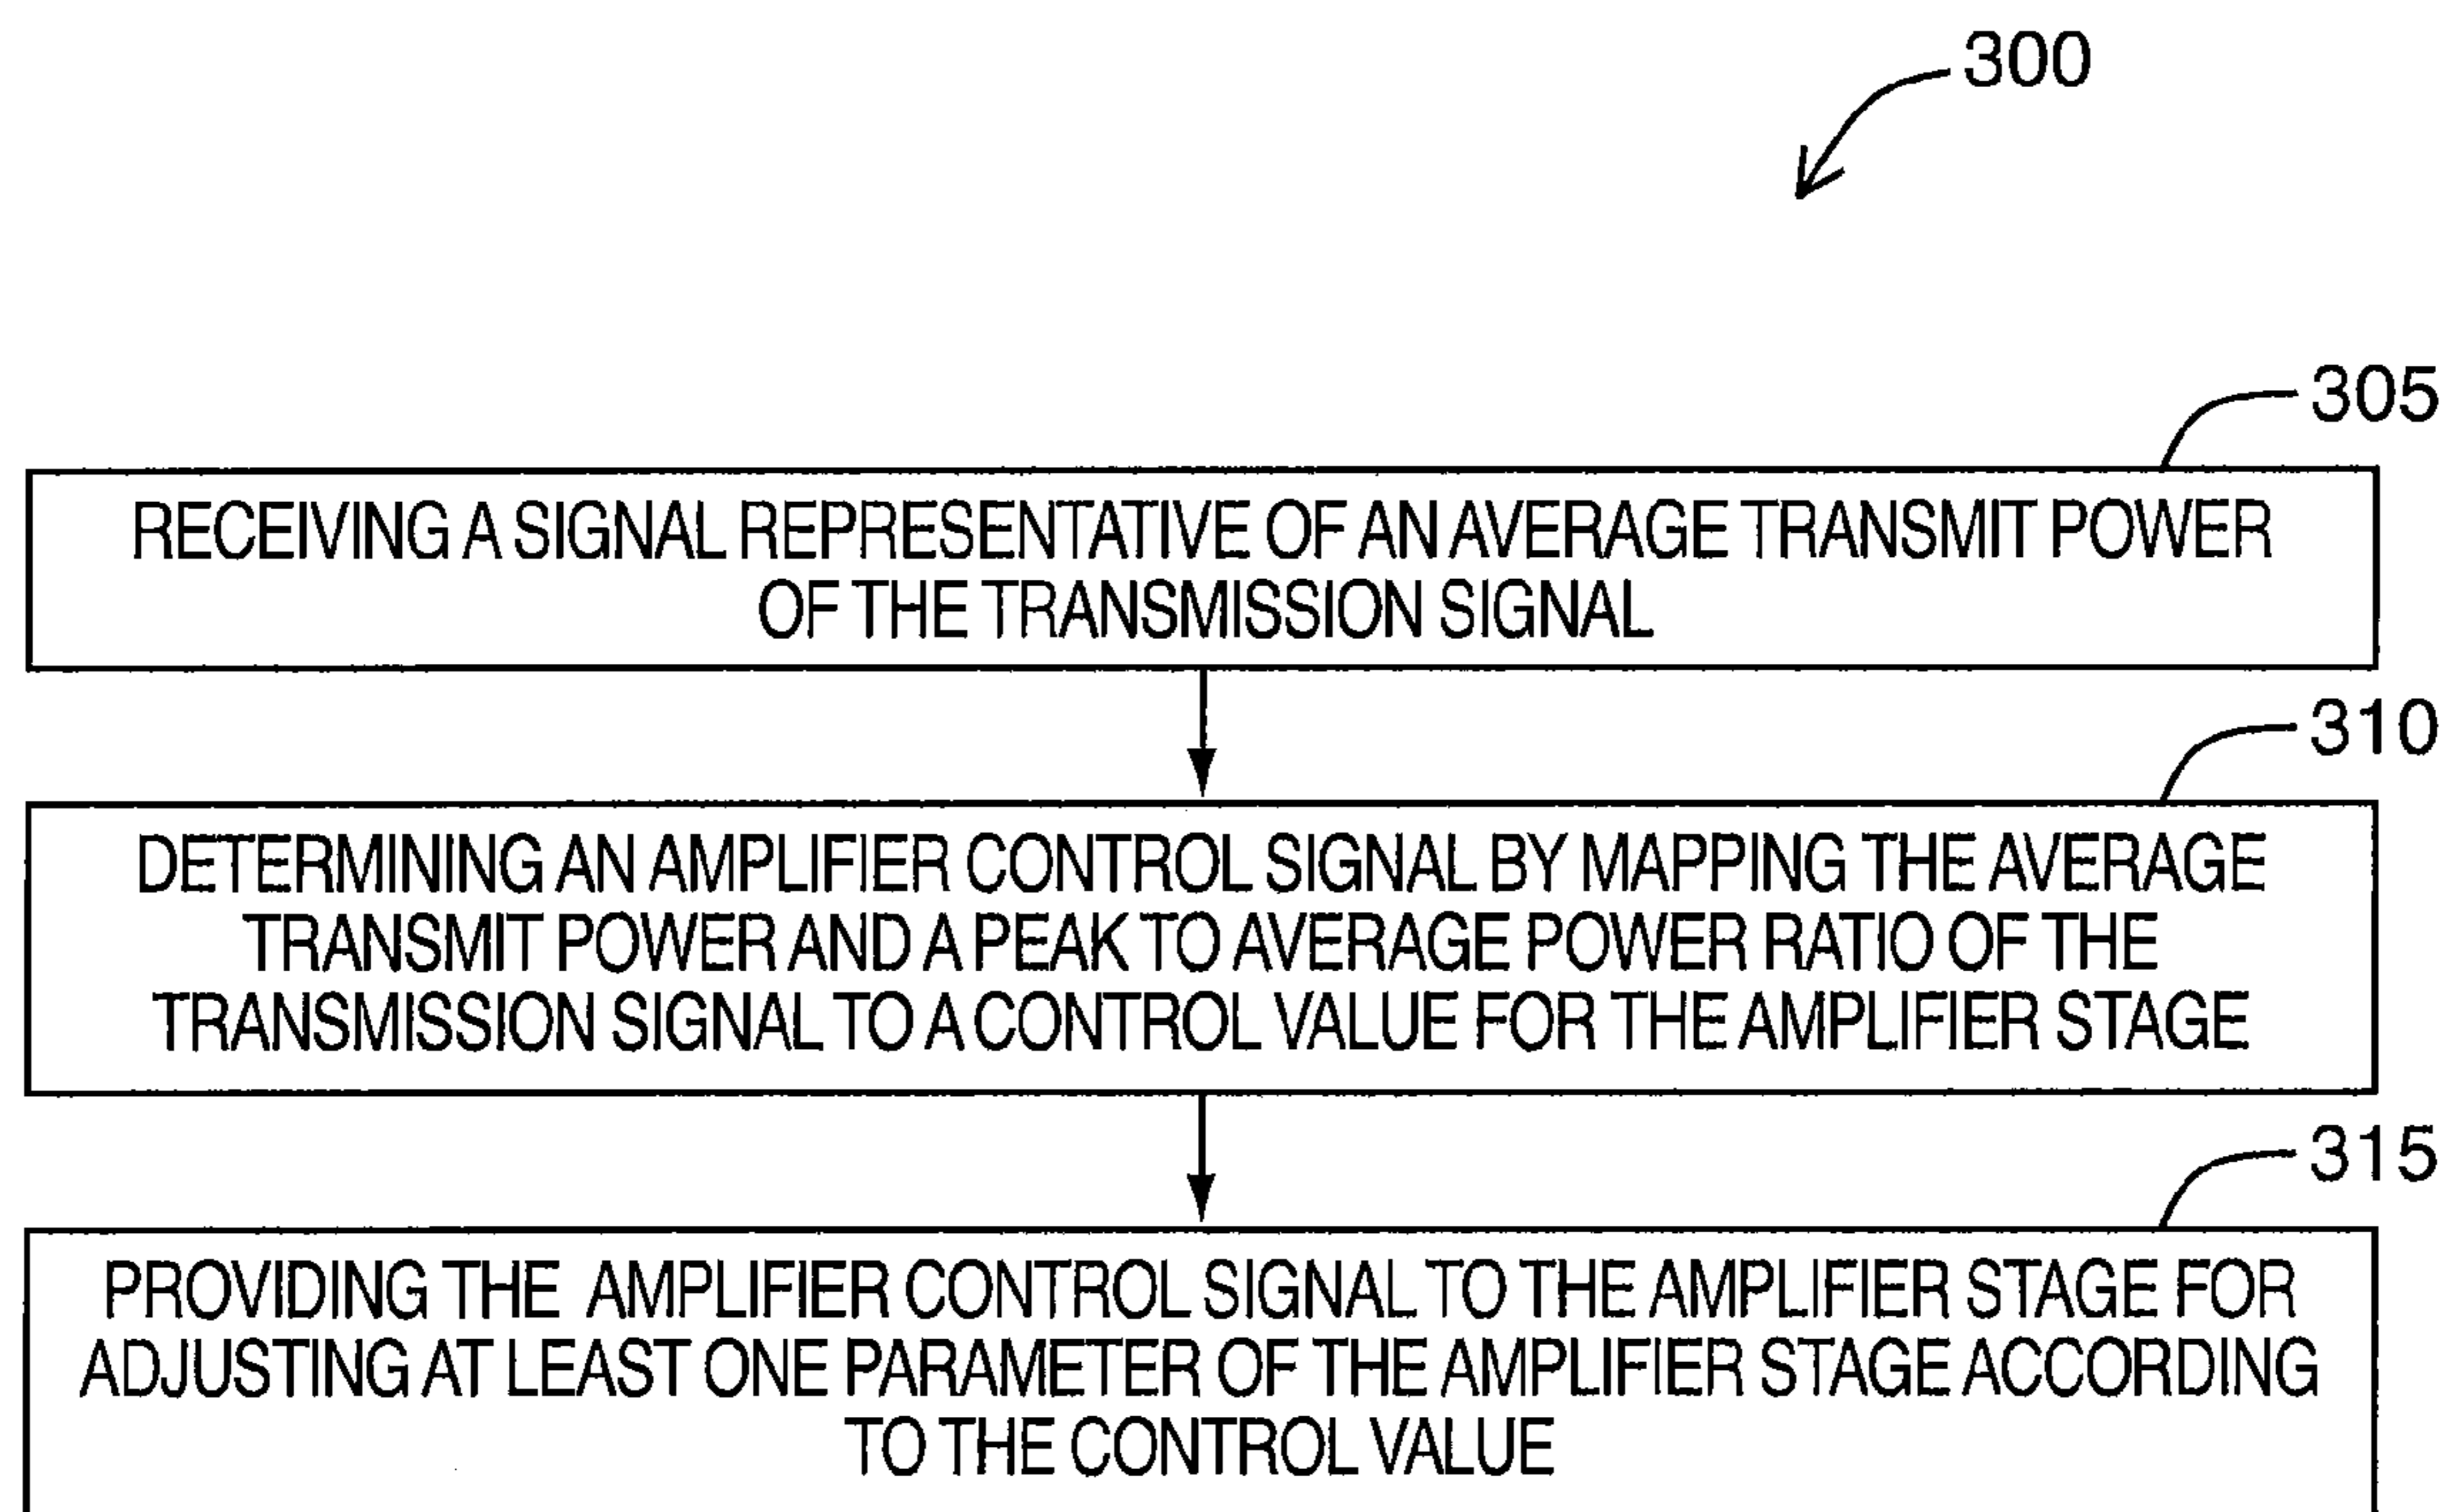 300
305
RECEIVING A SIGNAL REPRESENTATIVE OF AN AVERAGE TRANSMIT POWER
OF THE TRANSMISSION SIGNAL
310
DETERMINING AN AMPLIFIER CONTROL SIGNAL BY MAPPING THE AVERAGE
TRANSMIT POWER AND A PEAK TO AVERAGE POWER RATIO OF THE
TRANSMISSION SIGNAL TO A CONTROL VALUE FOR THE AMPLIFIER STAGE
315
PROVIDING THE AMPLIFIER CONTROL SIGNAL TO THE AMPLIFIER STAGE FOR
ADJUSTING AT LEAST ONE PARAMETER OF THE AMPLIFIER STAGE ACCORDING
TO THE CONTROL VALUE